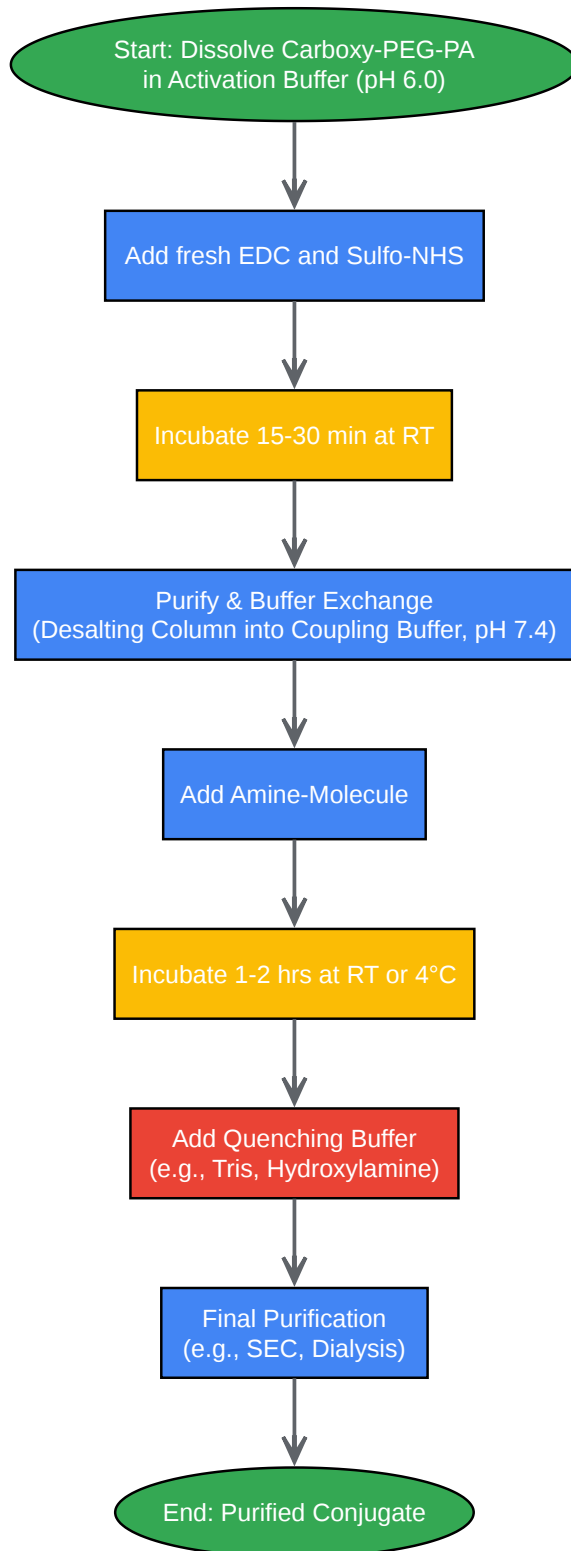 Start: Dissolve Carboxy-PEG-PA
in Activation Buffer (pH 6.0)
Add fresh EDC and Sulfo-NHS
Incubate 15-30 min at RT
Purify & Buffer Exchange
(Desalting Column into Coupling Buffer, pH 7.4)
Add Amine-Molecule
Incubate 1-2 hrs at RT or 4°C
Add Quenching Buffer
(e.g., Tris, Hydroxylamine)
Final Purification
(e.g., SEC, Dialysis)
End: Purified Conjugate